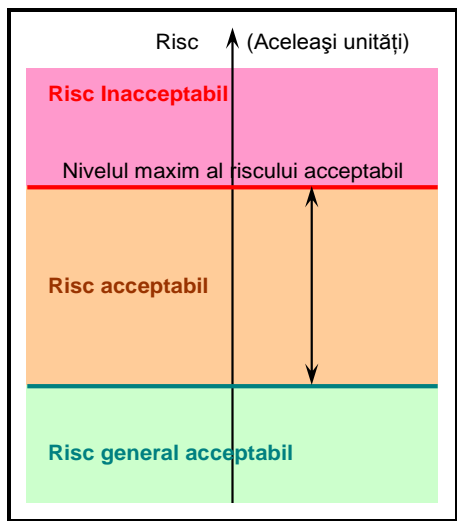 Risc (Aceleaşi unităţi)
Risc Inacceptabil
Nivelul maxim al riscului acceptabil
Risc acceptabil
Risc general acceptabil